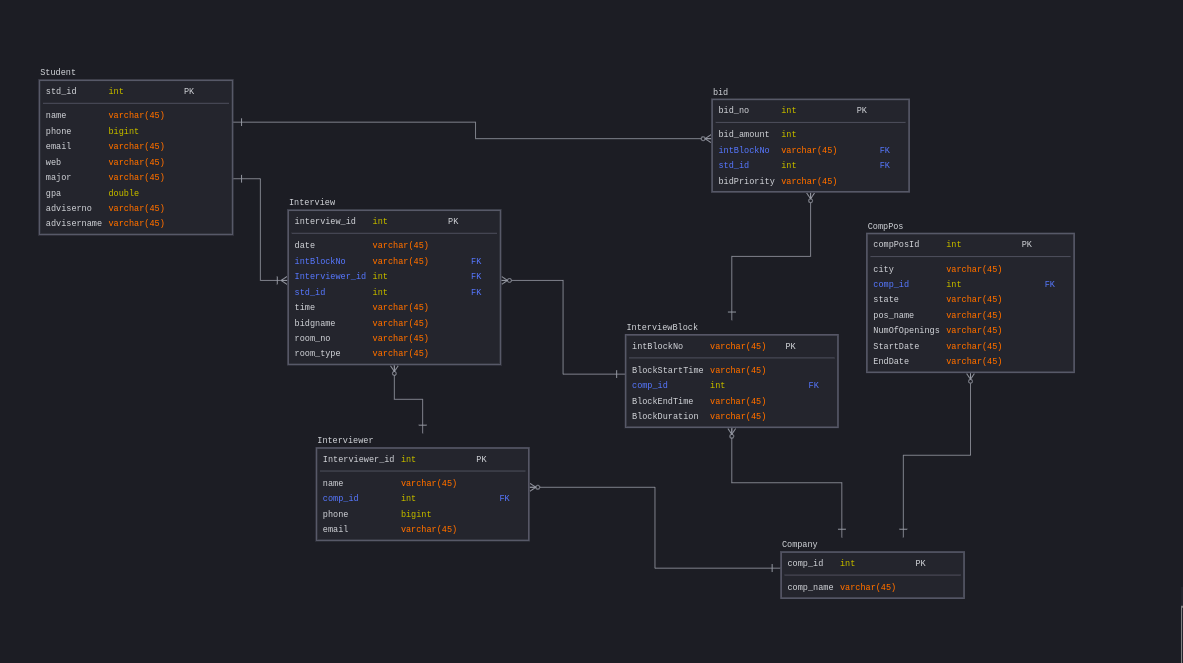 Student
std_id int PK
name varchar(45)
phone bigint
email varchar(45)
web varchar(45)
major varchar(45)
gpa double
adviserno varchar(45)
advisername varchar(45)
bid
bid_no int PK
bid_amount int
intBlockNo varchar(45) FK
std_id int FK
bidPriority varchar(45)
Interview
interview_id int PK
date varchar(45)
intBlockNo varchar(45) FK
Interviewer_id int FK
std_id int FK
time varchar(45)
bidgname varchar(45)
room_no varchar(45)
room_type varchar(45)
CompPos
compPosId int PK
city varchar(45)
comp_id int FK
state varchar(45)
pos_name varchar(45)
NumOfOpenings varchar(45)
StartDate varchar(45)
EndDate varchar(45)
InterviewBlock
intBlockNo varchar(45) PK
BlockStartTime varchar(45)
comp_id int FK
BlockEndTime varchar(45)
BlockDuration varchar(45)
Interviewer
Interviewer_id int PK
name varchar(45)
comp_id int FK
phone bigint
email varchar(45)
Company
comp_id int PK
comp_name varchar(45)